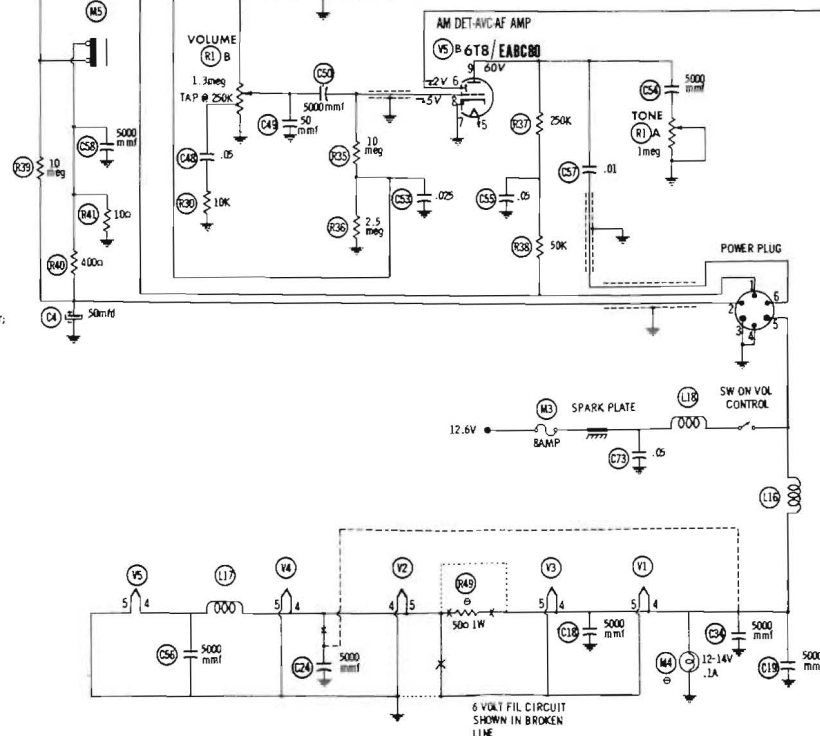 M5
AM DET-AVC-AF AMP
V5 B 6T8/EABC80
VOLUME
R1 B
1.3meg
TAP @ 250K
C50
5000mmf
C49
50
mmf
9 60V
6
8
7
5
C54
5000
mmf
TONE
R1 A
1meg
R37
250K
C57
.01
C58
5000
mmf
C48
.05
R35
10
meg
R39
10
meg
R30
10K
C53
.025
C55
.05
R41
10Ω
R36
2.5
meg
R38
50K
R40
400Ω
POWER PLUG
C4
50mfd
1
2
3
4
5
6
M3
SPARK PLATE
L18
SW ON VOL
CONTROL
12.6V
8AMP
C73
.05
L16
V5
L17
V4
V2
R49
V3
V1
5 4
5 4
4 5
50Ω 1W
5 4
5 4
C56
5000
mmf
C24
5000
mmf
C18
5000
mmf
M4
12-14V
.1A
C34
5000
mmf
C19
5000
mmf
6 VOLT FIL CIRCUIT
SHOWN IN BROKEN
LINE